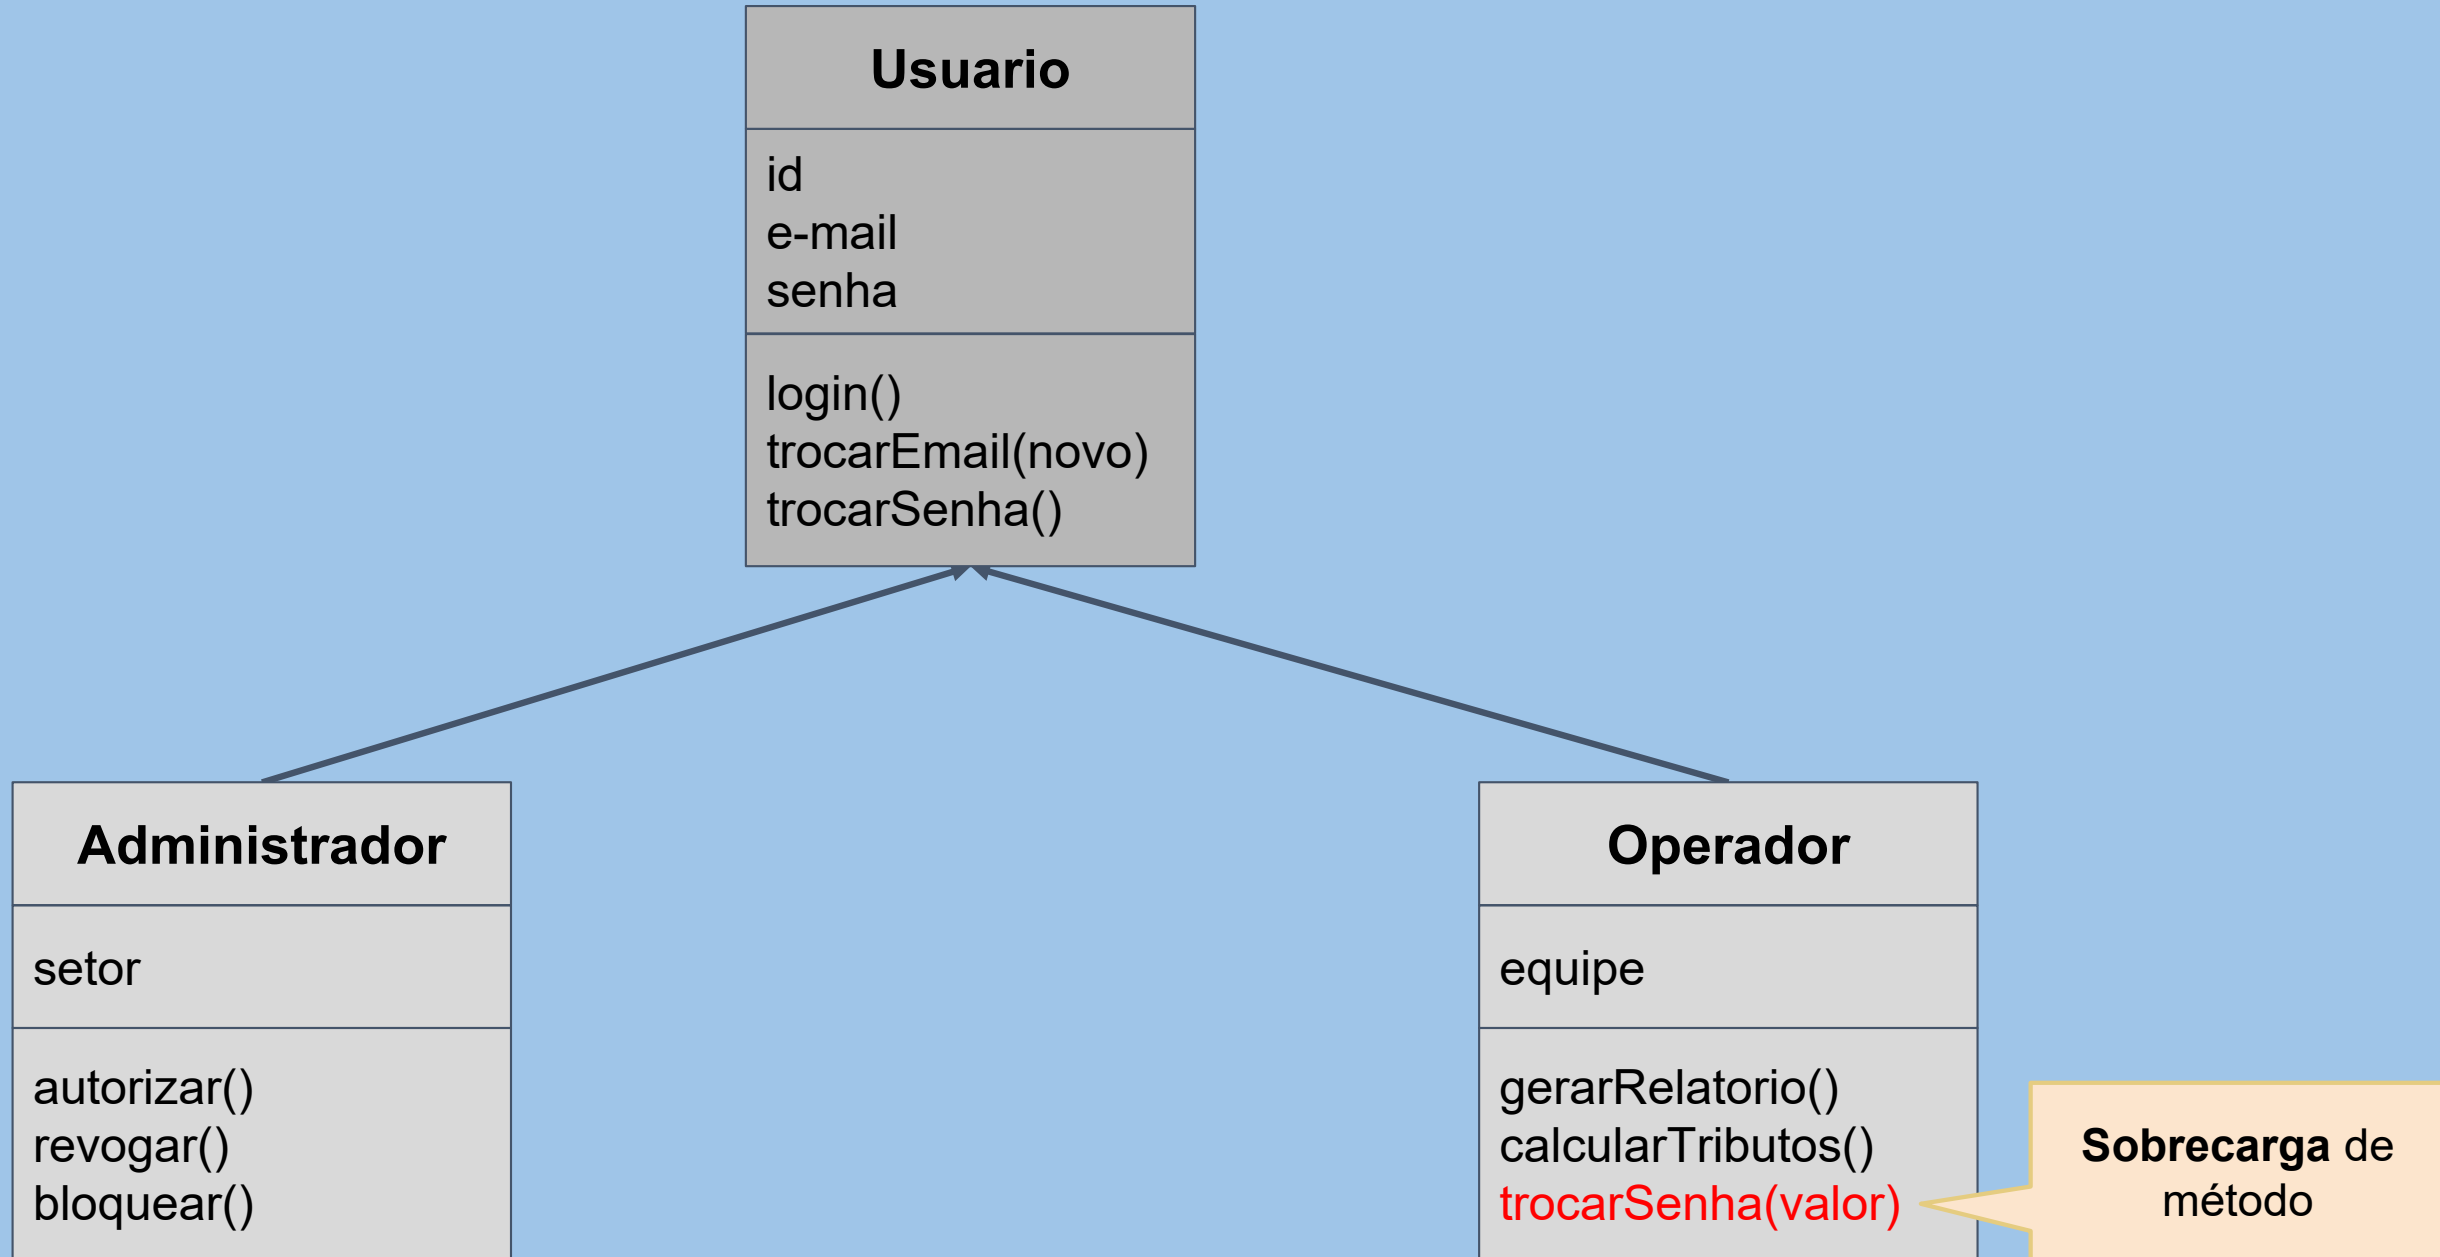 Usuario
id
e-mail
senha
login()
trocarEmail(novo)
trocarSenha()
Administrador
setor
autorizar()
revogar()
bloquear()
Operador
equipe
gerarRelatorio()
calcularTributos()
trocarSenha(valor)
Sobrecarga de
método